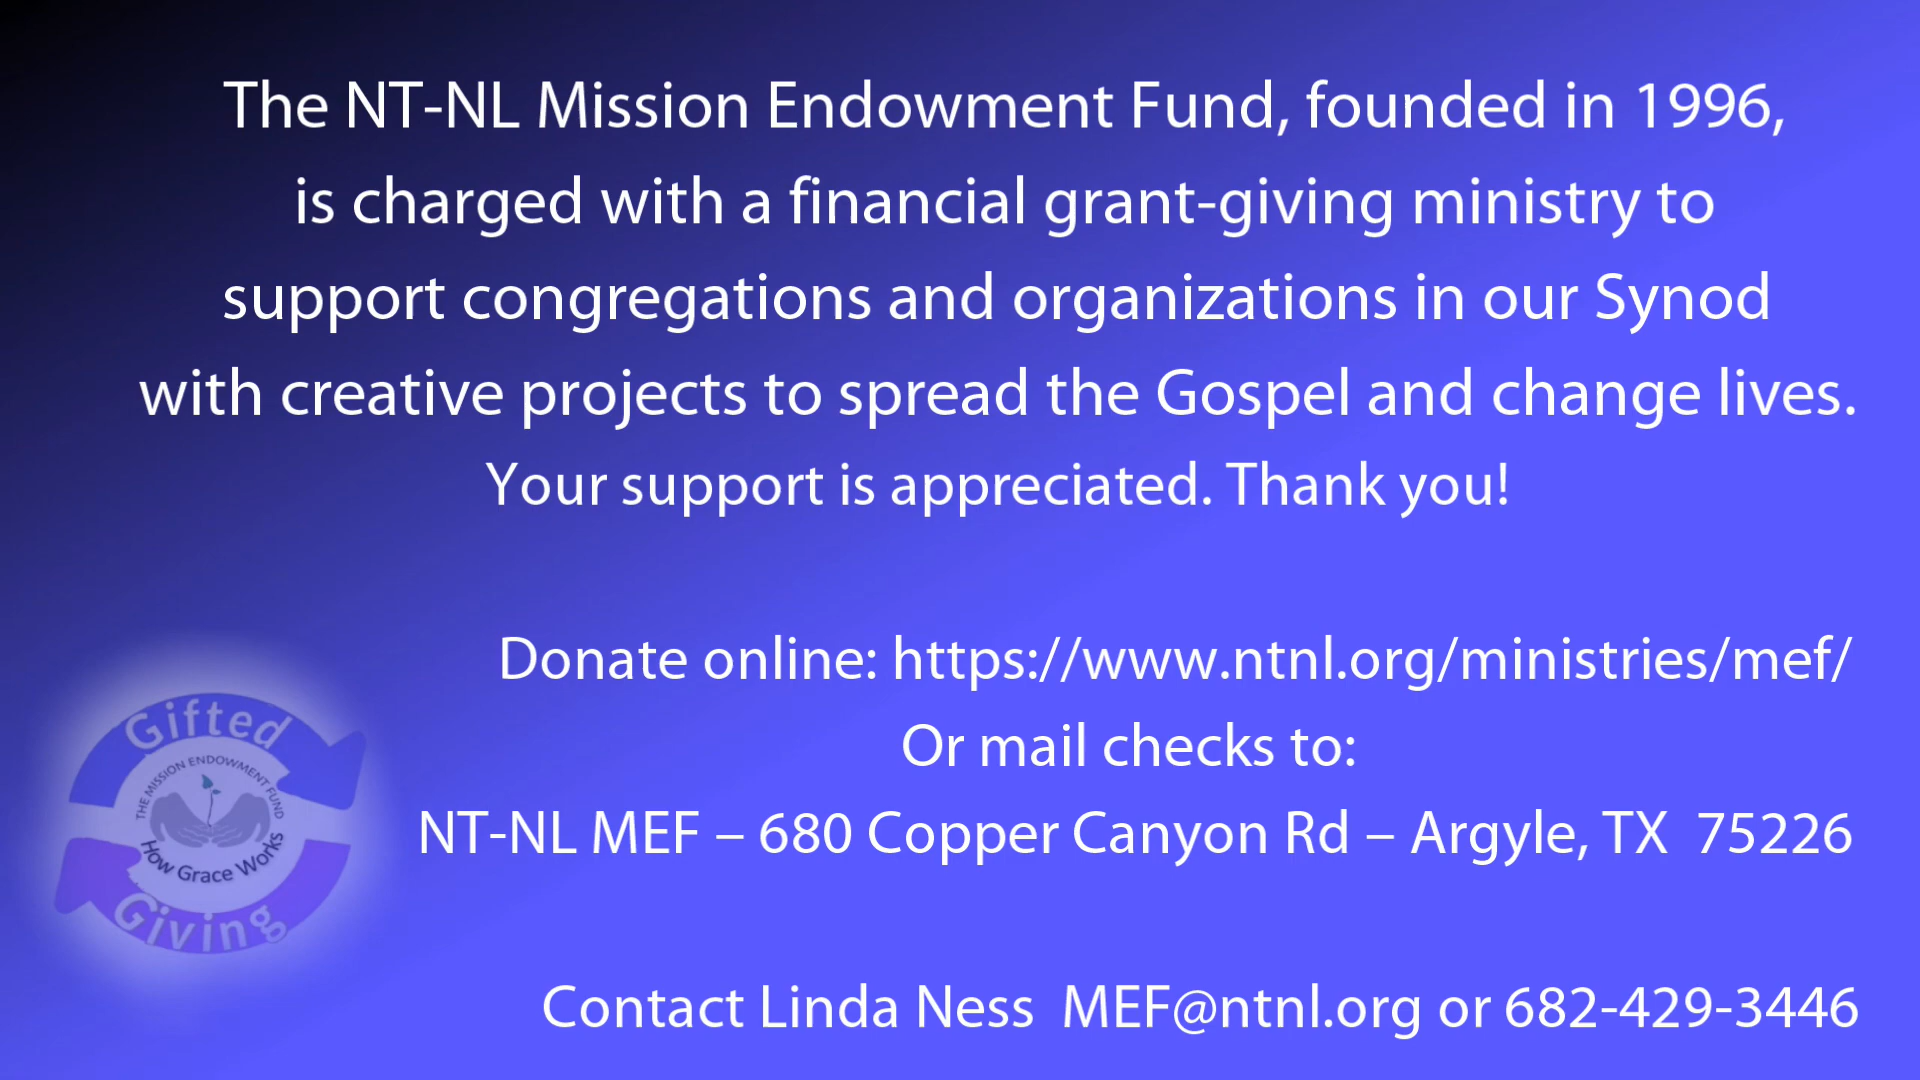 The NT-NL Mission Endowment Fund, founded in 1996,
is charged with a financial grant-giving ministry to
support congregations and organizations in our Synod
with creative projects to spread the Gospel and change lives.
Your support is appreciated. Thank you!
Donate online: https://www.ntnl.org/ministries/mef/
Or mail checks to:
NT-NL MEF – 680 Copper Canyon Rd – Argyle, TX  75226
Gifted
THE MISSION ENDOWMENT FUND
How Grace Works
Giving
Contact Linda Ness  MEF@ntnl.org or 682-429-3446